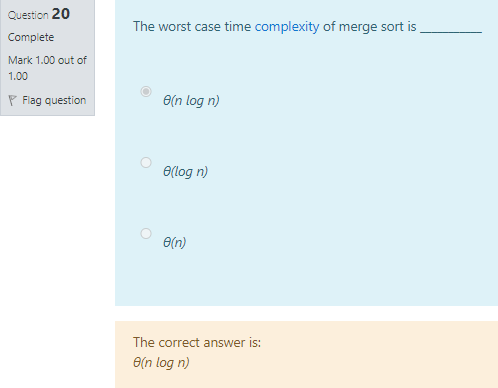 Question 20
Complete
Mark 1.00 out of
1.00
Flag question
The worst case time complexity of merge sort is __________
θ(n log n)
θ(log n)
θ(n)
The correct answer is:
θ(n log n)